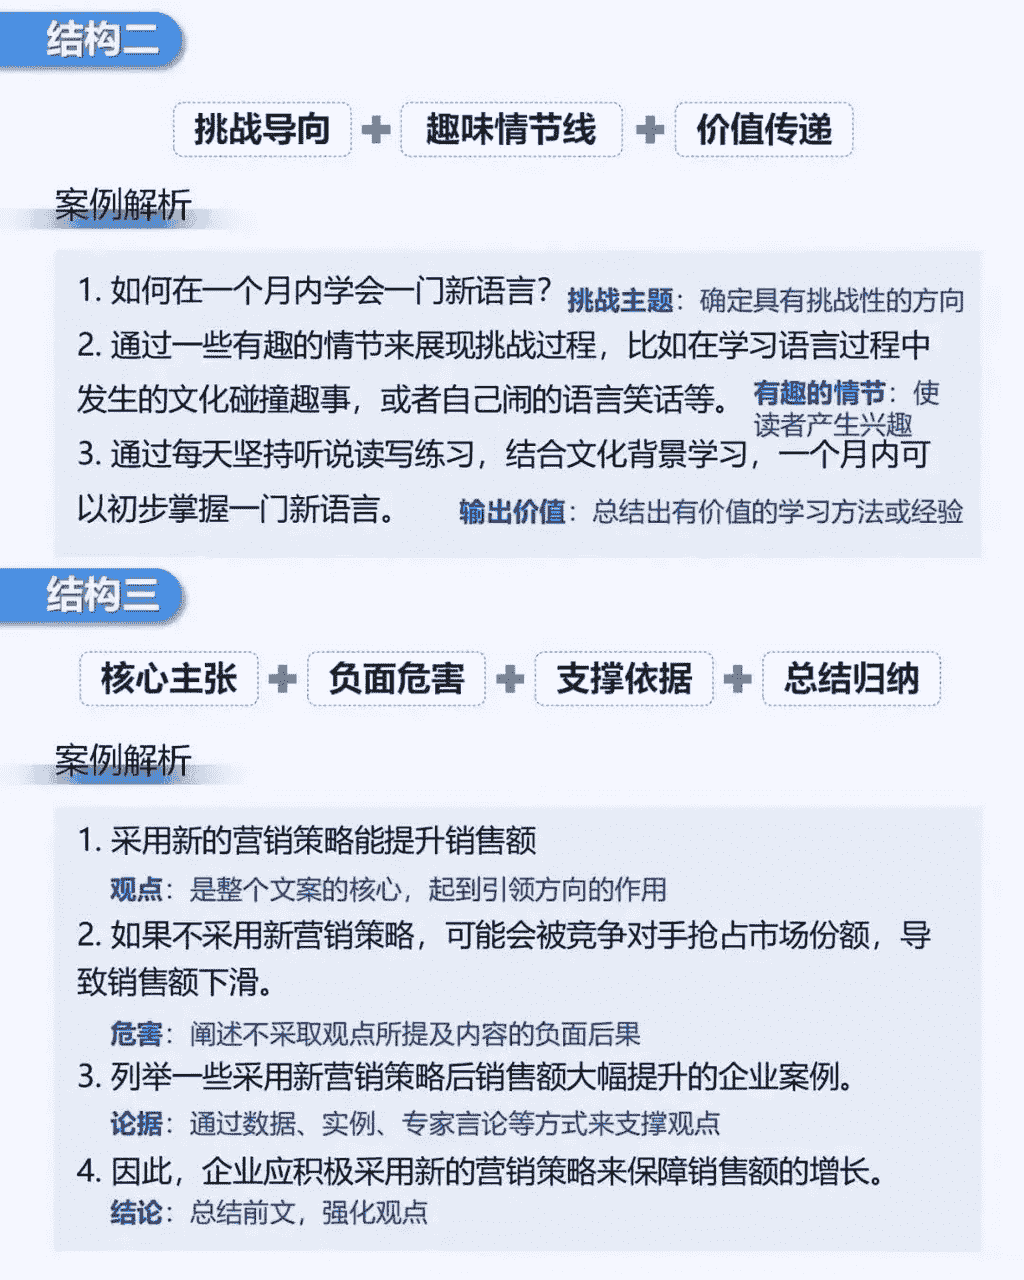 结构二
挑战导向 + 趣味情节线 + 价值传递
案例解析
1. 如何在一个月内学会一门新语言？ 挑战主题：确定具有挑战性的方向
2. 通过一些有趣的情节来展现挑战过程，比如在学习语言过程中
发生的文化碰撞趣事，或者自己闹的语言笑话等。 有趣的情节：使
读者产生兴趣
3. 通过每天坚持听说读写练习，结合文化背景学习，一个月内可
以初步掌握一门新语言。 输出价值：总结出有价值的学习方法或经验
结构三
核心主张 + 负面危害 + 支撑依据 + 总结归纳
案例解析
1. 采用新的营销策略能提升销售额
观点：是整个文案的核心，起到引领方向的作用
2. 如果不采用新营销策略，可能会被竞争对手抢占市场份额，导
致销售额下滑。
危害：阐述不采取观点所提及内容的负面后果
3. 列举一些采用新营销策略后销售额大幅提升的企业案例。
论据：通过数据、实例、专家言论等方式来支撑观点
4. 因此，企业应积极采用新的营销策略来保障销售额的增长。
结论：总结前文，强化观点